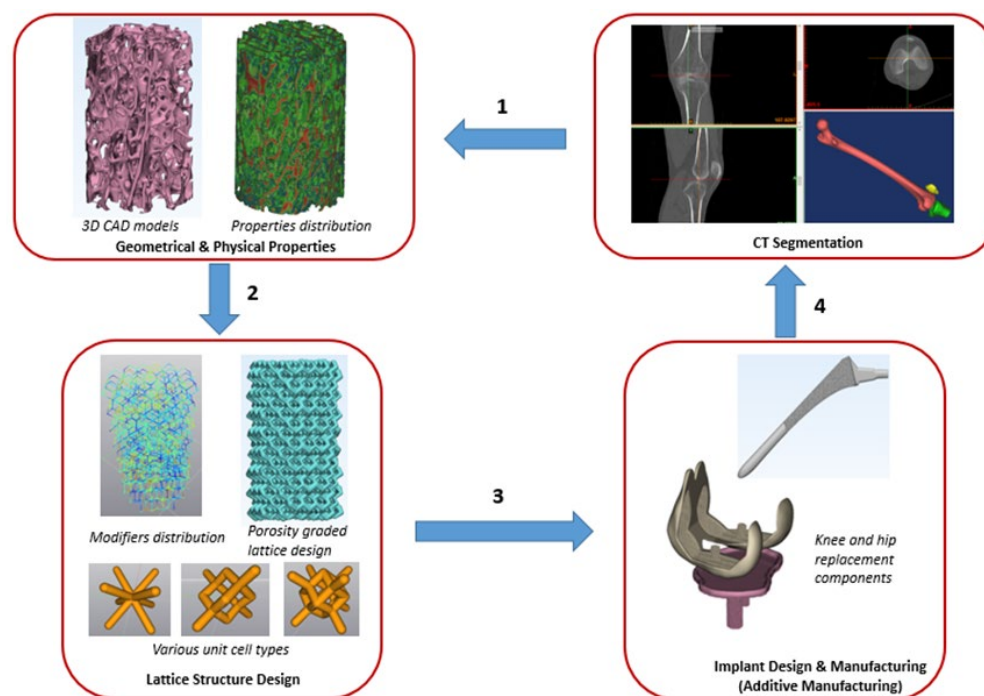 3D CAD models
Properties distribution
Geometrical & Physical Properties
1
CT Segmentation
2
4
Modifiers distribution
Porosity graded
lattice design
Various unit cell types
Lattice Structure Design
3
Knee and hip
replacement
components
Implant Design & Manufacturing
(Additive Manufacturing)